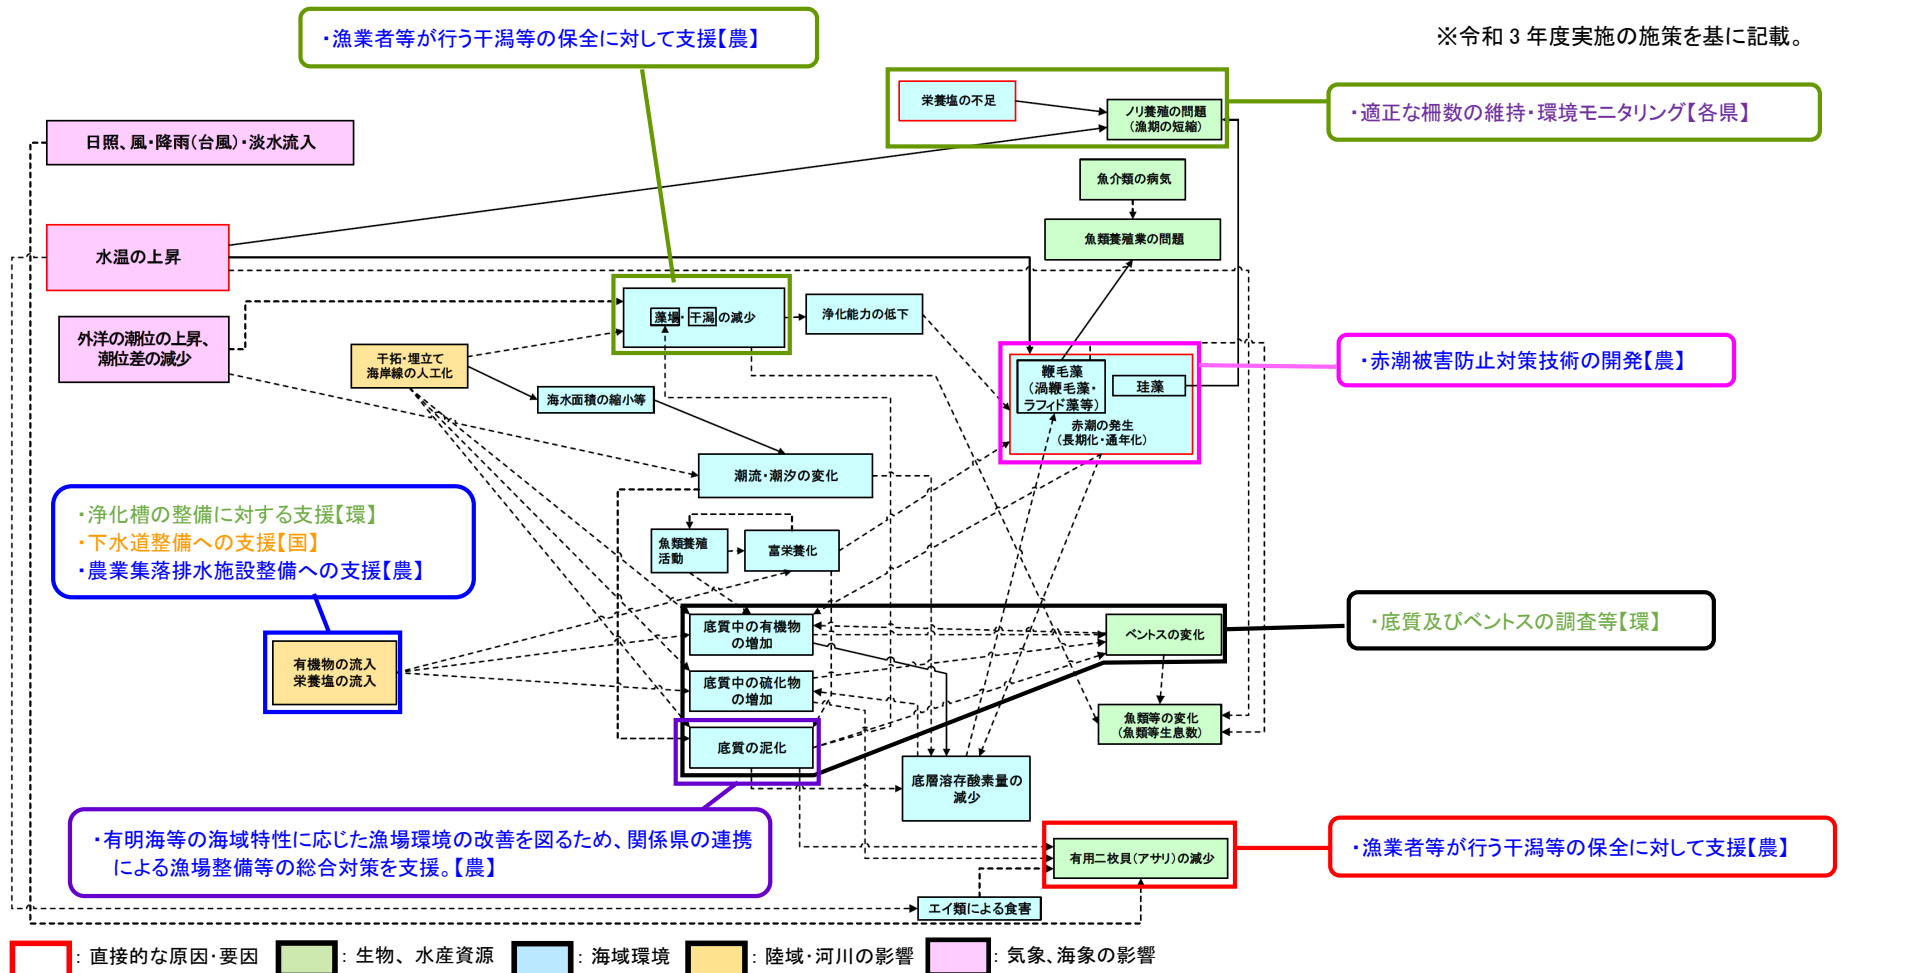 ・漁業者等が行う干潟等の保全に対して支援【農】
※令和３年度実施の施策を基に記載。
栄養塩の不足
ノリ養殖の問題
（漁期の短縮）
・適正な柵数の維持・環境モニタリング【各県】
日照、風・降雨(台風)・淡水流入
魚介類の病気
魚類養殖業の問題
水温の上昇
藻場・干潟の減少
浄化能力の低下
外洋の潮位の上昇、
潮位差の減少
干拓・埋立て
海岸線の人工化
海水面積の縮小等
鞭毛藻
（渦鞭毛藻・
ラフィド藻等）
珪藻
赤潮の発生
（長期化・通年化）
・赤潮被害防止対策技術の開発【農】
潮流・潮汐の変化
・浄化槽の整備に対する支援【環】
・下水道整備への支援【国】
・農業集落排水施設整備への支援【農】
魚類養殖
活動
富栄養化
底質中の有機物
の増加
ベントスの変化
・底質及びベントスの調査等【環】
有機物の流入
栄養塩の流入
底質中の硫化物
の増加
魚類等の変化
（魚類等生息数）
底質の泥化
底層溶存酸素量の
減少
・有明海等の海域特性に応じた漁場環境の改善を図るため、関係県の連携
による漁場整備等の総合対策を支援。【農】
有用二枚貝（アサリ）の減少
・漁業者等が行う干潟等の保全に対して支援【農】
エイ類による食害
：直接的な原因・要因
：生物、水産資源
：海域環境
：陸域・河川の影響
：気象、海象の影響